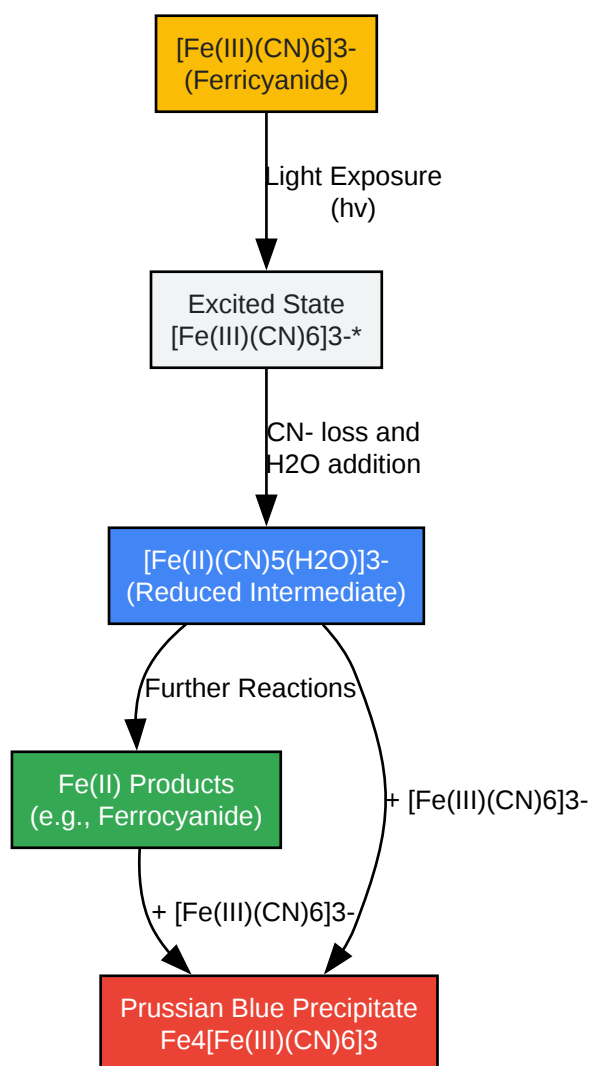 [Fe(III)(CN)6]3-
(Ferricyanide)
Light Exposure
(hv)
Excited State
[Fe(III)(CN)6]3-*
CN- loss and
H2O addition
[Fe(II)(CN)5(H2O)]3-
(Reduced Intermediate)
Further Reactions
Fe(II) Products
(e.g., Ferrocyanide)
+ [Fe(III)(CN)6]3-
+ [Fe(III)(CN)6]3-
Prussian Blue Precipitate
Fe4[Fe(III)(CN)6]3